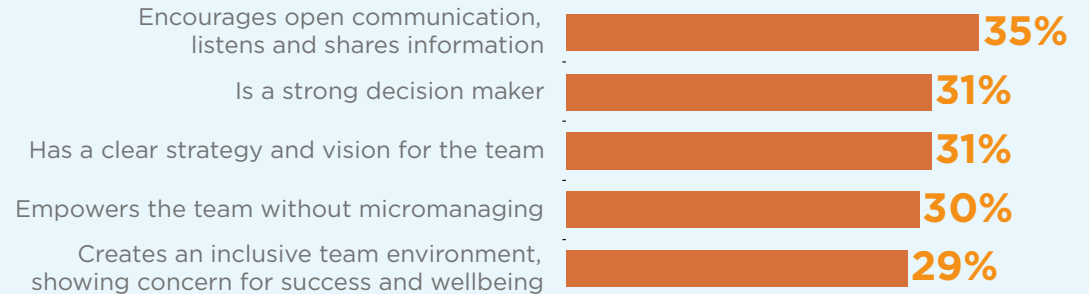 Encourages open communication,
listens and shares information
35%
Is a strong decision maker
31%
Has a clear strategy and vision for the team
31%
Empowers the team without micromanaging
30%
Creates an inclusive team environment,
showing concern for success and wellbeing
29%